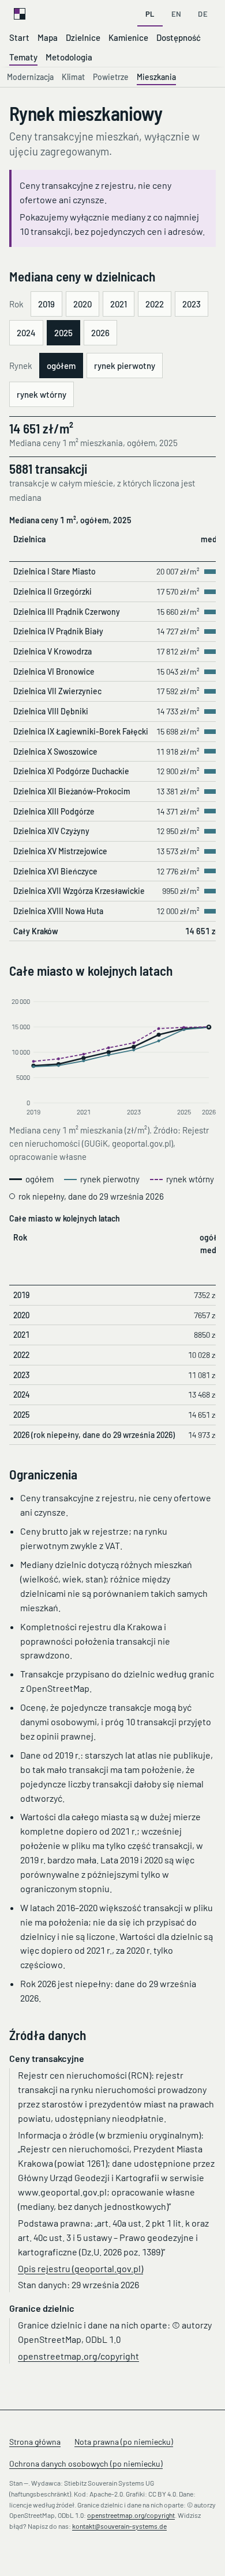 PL EN DE
Start Mapa Dzielnice Kamienice Dostępność
Tematy Metodologia
Modernizacja Klimat Powietrze Mieszkania
Rynek mieszkaniowy
Ceny transakcyjne mieszkań, wyłącznie w
ujęciu zagregowanym.
Ceny transakcyjne z rejestru, nie ceny
ofertowe ani czynsze.
Pokazujemy wyłącznie mediany z co najmniej
10 transakcji, bez pojedynczych cen i adresów.
Mediana ceny w dzielnicach
Rok 2019 2020 2021 2022 2023
2024 2025 2026
Rynek ogółem rynek pierwotny
rynek wtórny
14 651 zł/m²
Mediana ceny 1 m² mieszkania, ogółem, 2025
5881 transakcji
transakcje w całym mieście, z których liczona jest
mediana
Mediana ceny 1 m², ogółem, 2025
Dzielnica med
Dzielnica I Stare Miasto 20 007 zł/m²
Dzielnica II Grzegórzki 17 570 zł/m²
Dzielnica III Prądnik Czerwony 15 660 zł/m²
Dzielnica IV Prądnik Biały 14 727 zł/m²
Dzielnica V Krowodrza 17 812 zł/m²
Dzielnica VI Bronowice 15 043 zł/m²
Dzielnica VII Zwierzyniec 17 592 zł/m²
Dzielnica VIII Dębniki 14 733 zł/m²
Dzielnica IX Łagiewniki-Borek Fałęcki 15 698 zł/m²
Dzielnica X Swoszowice 11 918 zł/m²
Dzielnica XI Podgórze Duchackie 12 900 zł/m²
Dzielnica XII Bieżanów-Prokocim 13 381 zł/m²
Dzielnica XIII Podgórze 14 371 zł/m²
Dzielnica XIV Czyżyny 12 950 zł/m²
Dzielnica XV Mistrzejowice 13 573 zł/m²
Dzielnica XVI Bieńczyce 12 776 zł/m²
Dzielnica XVII Wzgórza Krzesławickie 9950 zł/m²
Dzielnica XVIII Nowa Huta 12 000 zł/m²
Cały Kraków 14 651 z
Całe miasto w kolejnych latach
20 000
15 000
10 000
5000
0
2019 2021 2023 2025 2026
Mediana ceny 1 m² mieszkania (zł/m²). Źródło: Rejestr
cen nieruchomości (GUGiK, geoportal.gov.pl),
opracowanie własne
ogółem rynek pierwotny rynek wtórny
rok niepełny, dane do 29 września 2026
Całe miasto w kolejnych latach
Rok ogół
med
2019 7352 z
2020 7657 z
2021 8850 z
2022 10 028 z
2023 11 081 z
2024 13 468 z
2025 14 651 z
2026 (rok niepełny, dane do 29 września 2026) 14 973 z
Ograniczenia
Ceny transakcyjne z rejestru, nie ceny ofertowe
ani czynsze.
Ceny brutto jak w rejestrze; na rynku
pierwotnym zwykle z VAT.
Mediany dzielnic dotyczą różnych mieszkań
(wielkość, wiek, stan); różnice między
dzielnicami nie są porównaniem takich samych
mieszkań.
Kompletności rejestru dla Krakowa i
poprawności położenia transakcji nie
sprawdzono.
Transakcje przypisano do dzielnic według granic
z OpenStreetMap.
Ocenę, że pojedyncze transakcje mogą być
danymi osobowymi, i próg 10 transakcji przyjęto
bez opinii prawnej.
Dane od 2019 r.: starszych lat atlas nie publikuje,
bo tak mało transakcji ma tam położenie, że
pojedyncze liczby transakcji dałyby się niemal
odtworzyć.
Wartości dla całego miasta są w dużej mierze
kompletne dopiero od 2021 r.; wcześniej
położenie w pliku ma tylko część transakcji, w
2019 r. bardzo mała. Lata 2019 i 2020 są więc
porównywalne z późniejszymi tylko w
ograniczonym stopniu.
W latach 2016–2020 większość transakcji w pliku
nie ma położenia; nie da się ich przypisać do
dzielnicy i nie są liczone. Wartości dla dzielnic są
więc dopiero od 2021 r., za 2020 r. tylko
częściowo.
Rok 2026 jest niepełny: dane do 29 września
2026.
Źródła danych
Ceny transakcyjne
Rejestr cen nieruchomości (RCN): rejestr
transakcji na rynku nieruchomości prowadzony
przez starostów i prezydentów miast na prawach
powiatu, udostępniany nieodpłatnie.
Informacja o źródle (w brzmieniu oryginalnym):
„Rejestr cen nieruchomości, Prezydent Miasta
Krakowa (powiat 1261); dane udostępnione przez
Główny Urząd Geodezji i Kartografii w serwisie
www.geoportal.gov.pl; opracowanie własne
(mediany, bez danych jednostkowych)”
Podstawa prawna: „art. 40a ust. 2 pkt 1 lit. k oraz
art. 40c ust. 3 i 5 ustawy – Prawo geodezyjne i
kartograficzne (Dz.U. 2026 poz. 1389)”
Opis rejestru (geoportal.gov.pl)
Stan danych: 29 września 2026
Granice dzielnic
Granice dzielnic i dane na nich oparte: © autorzy
OpenStreetMap, ODbL 1.0
openstreetmap.org/copyright
Strona główna Nota prawna (po niemiecku)
Ochrona danych osobowych (po niemiecku)
Stan —. Wydawca: Stiebitz Souverain Systems UG
(haftungsbeschränkt). Kod: Apache-2.0. Grafiki: CC BY 4.0. Dane:
licencje według źródeł. Granice dzielnic i dane na nich oparte: © autorzy
OpenStreetMap, ODbL 1.0: openstreetmap.org/copyright. Widzisz
błąd? Napisz do nas: kontakt@souverain-systems.de